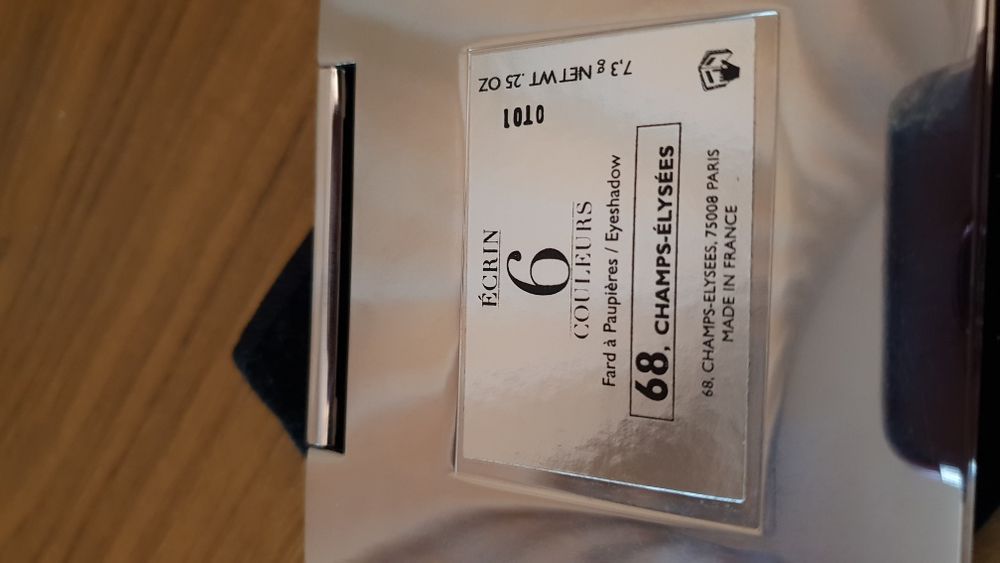 ÉCRIN
6
COULEURS
Fard à Paupières / Eyeshadow
68, CHAMPS-ÉLYSÉES
68, CHAMPS-ELYSEES, 75008 PARIS
MADE IN FRANCE
0T01
7,3 g NET WT. .25 OZ